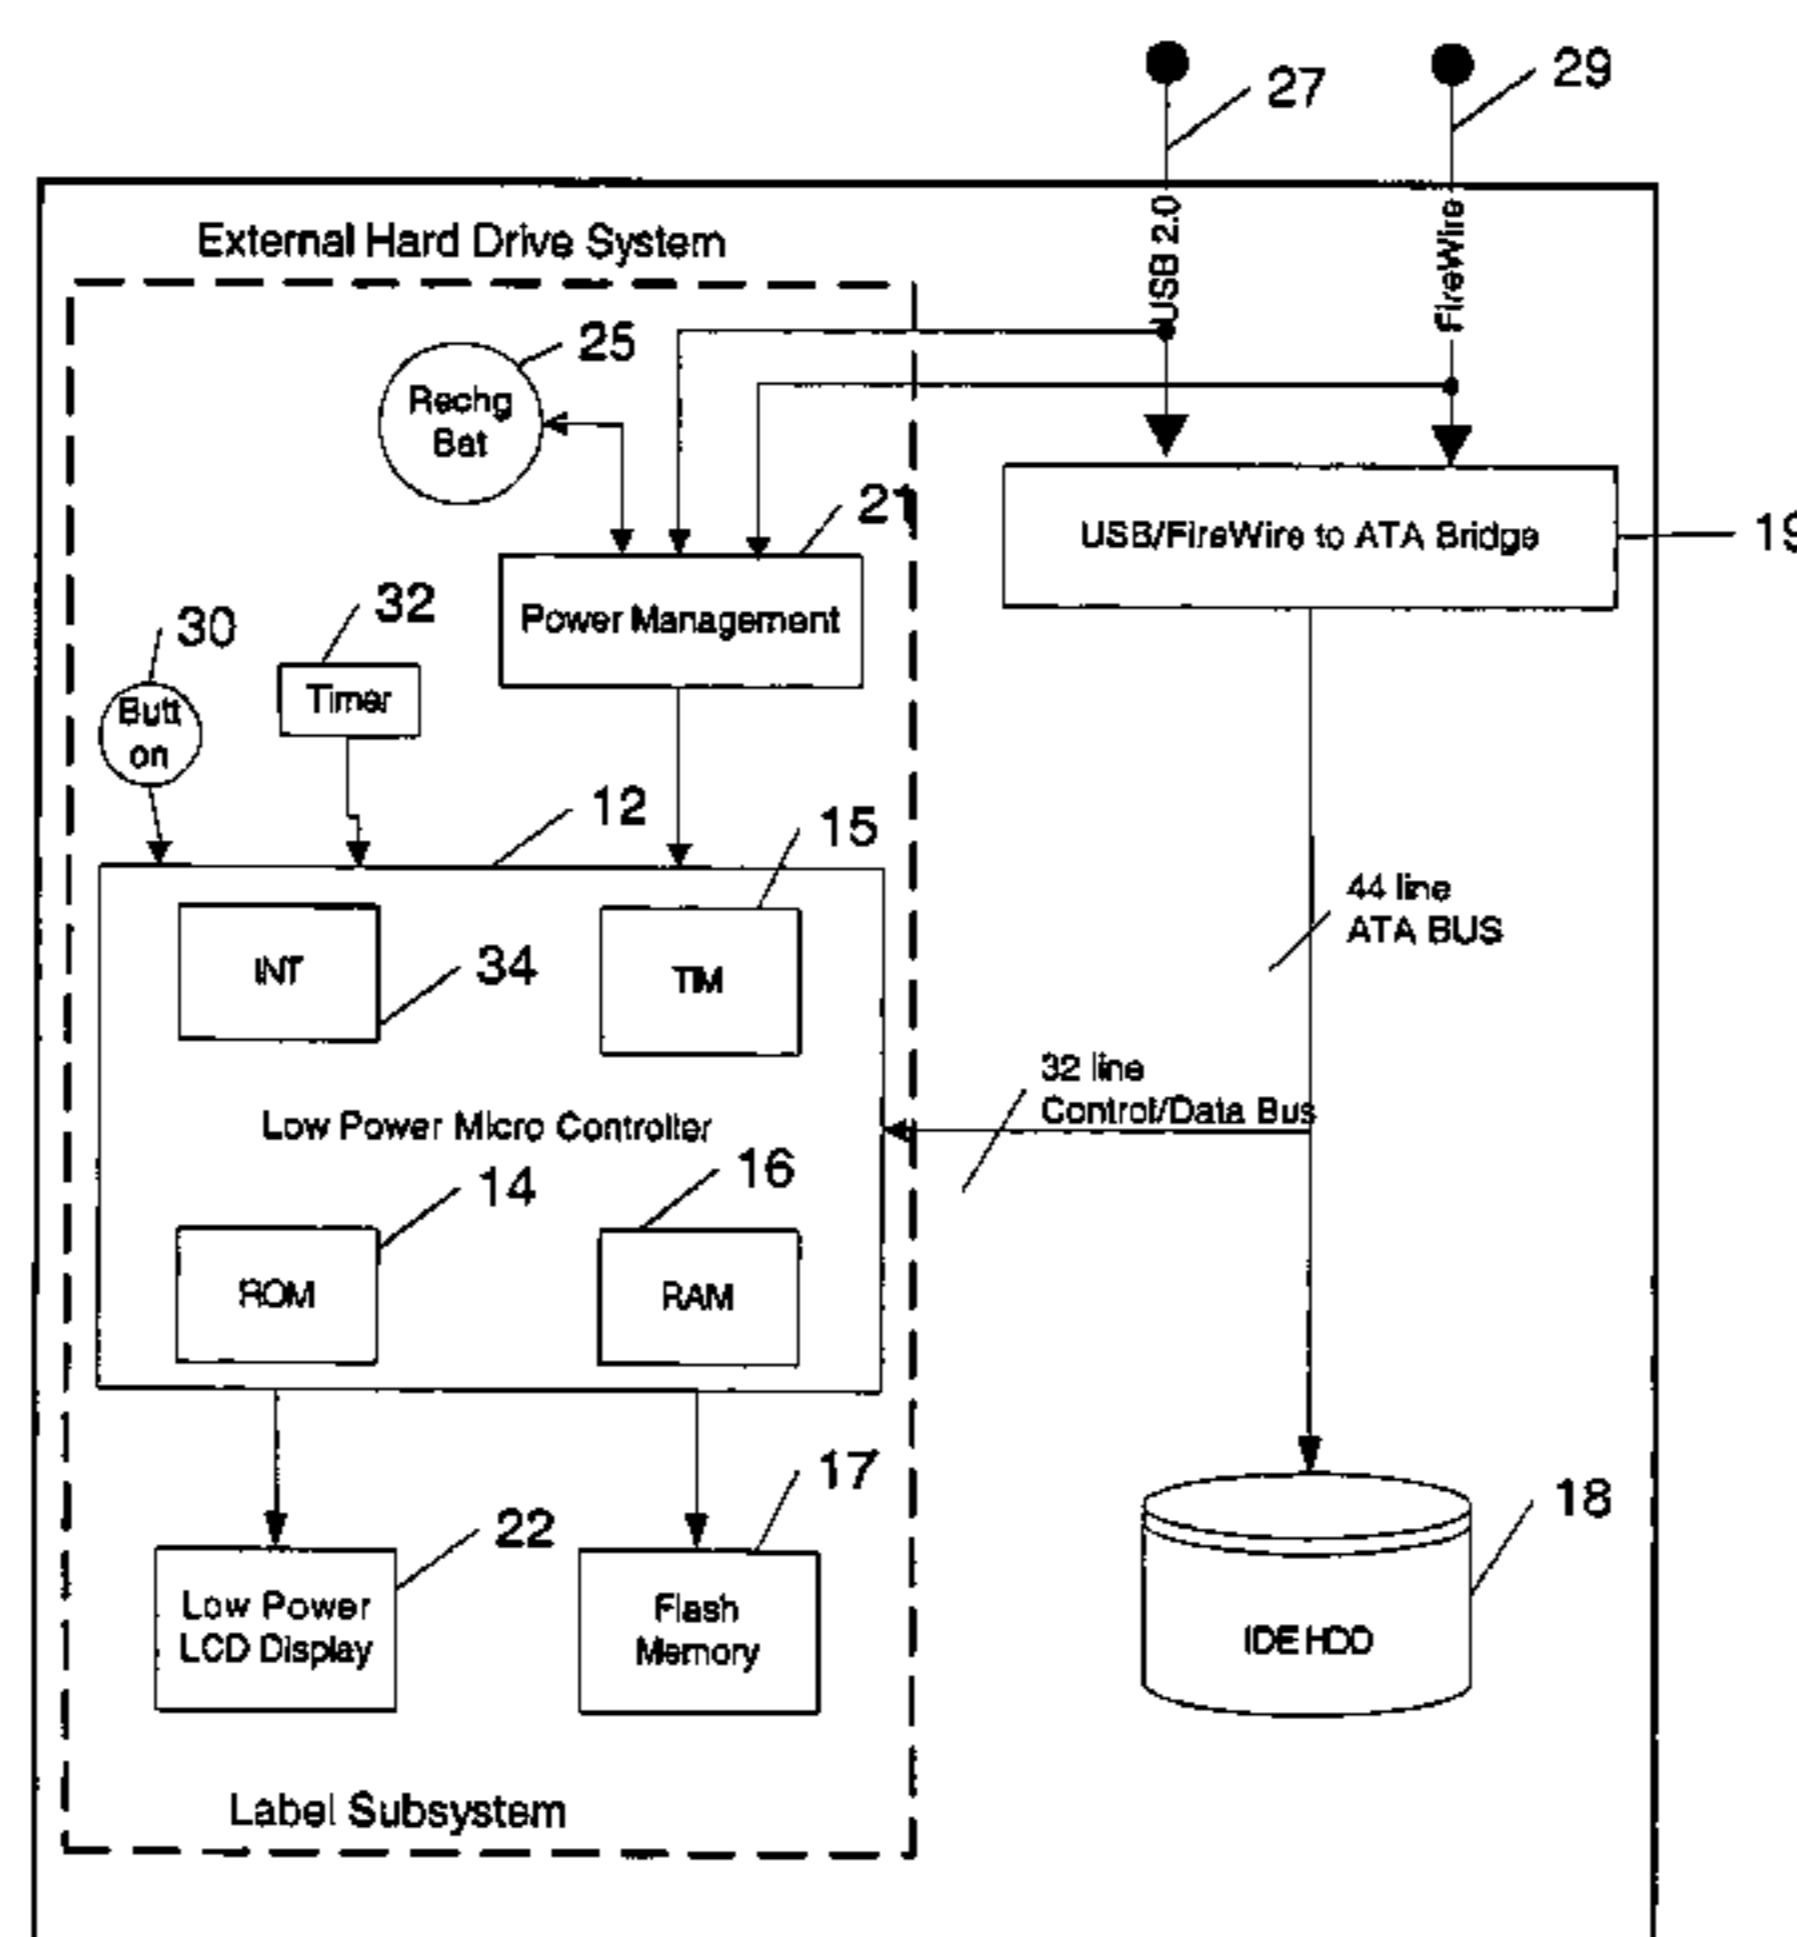 27
29
External Hard Drive System
USB 2.0
FireWire
25
Rechg
Bat
21
USB/FireWire to ATA Bridge
19
Power Management
32
30
Timer
Butt
on
12
15
44 line
ATA BUS
INT
34
TIM
32 line
Control/Data Bus
Low Power Micro Controller
14
16
ROM
RAM
17
18
22
Low Power
LCD Display
Flash
Memory
IDE HDD
Label Subsystem